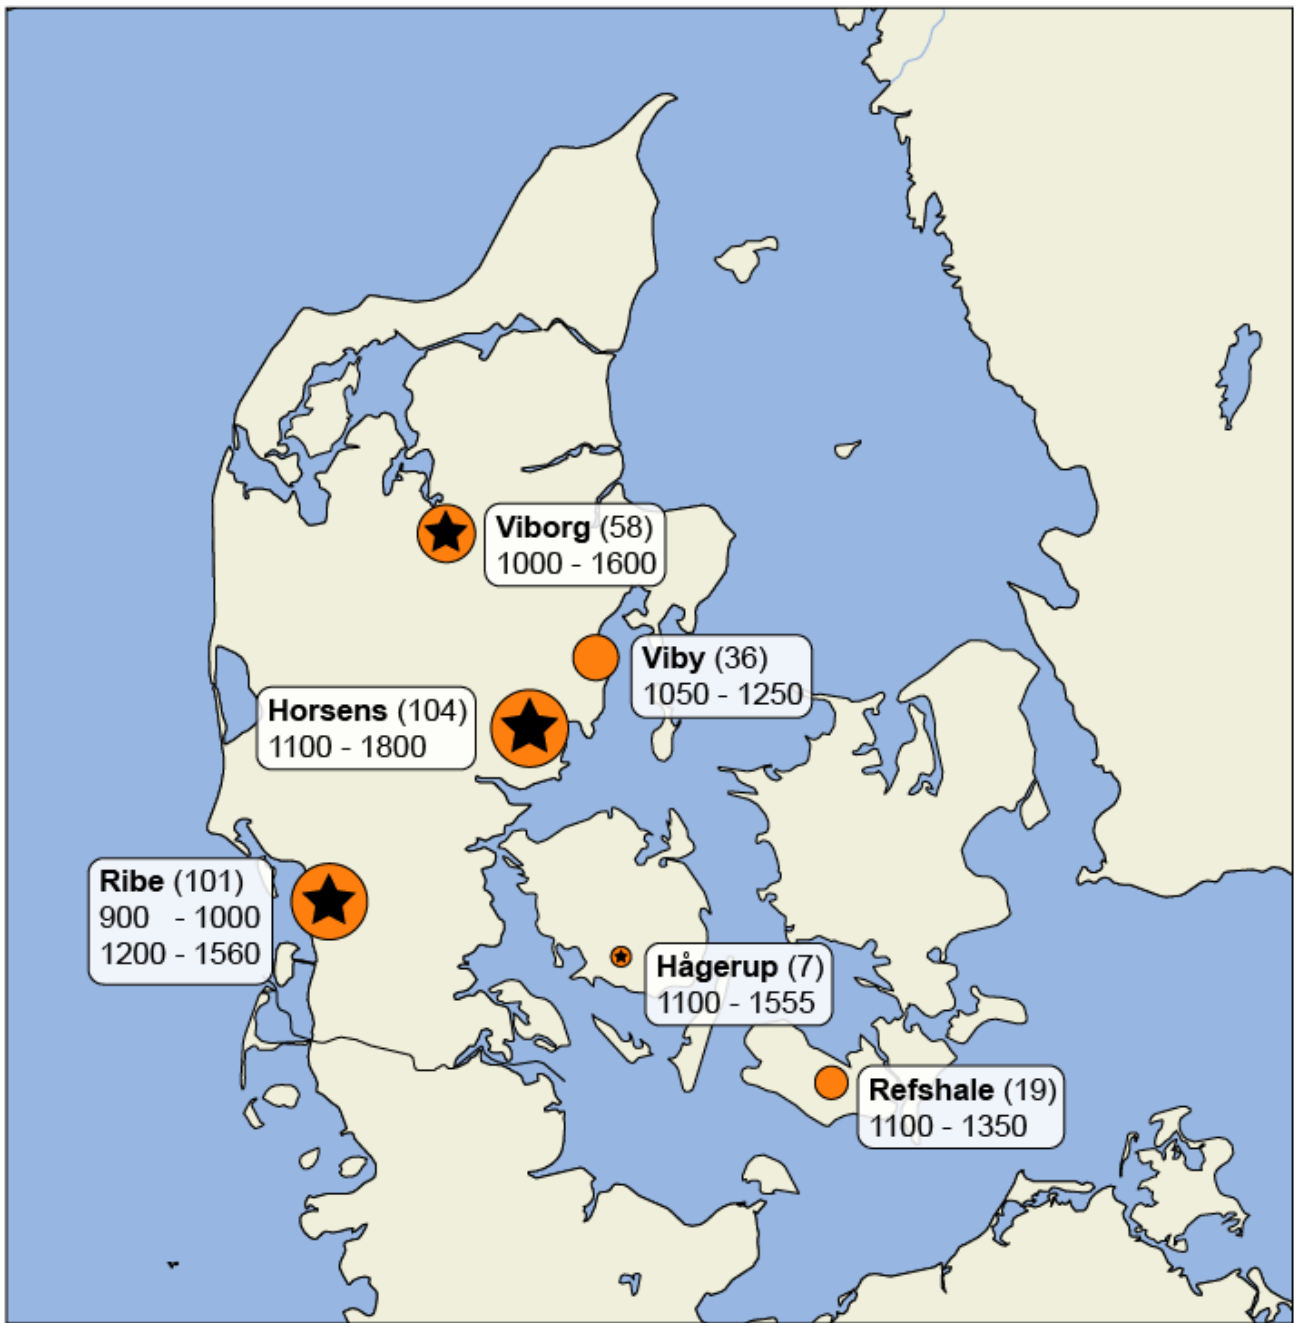 Viborg (58)
1000 - 1600
Viby (36)
1050 - 1250
Horsens (104)
1100 - 1800
Ribe (101)
900 - 1000
1200 - 1560
Hågerup (7)
1100 - 1555
Refshale (19)
1100 - 1350